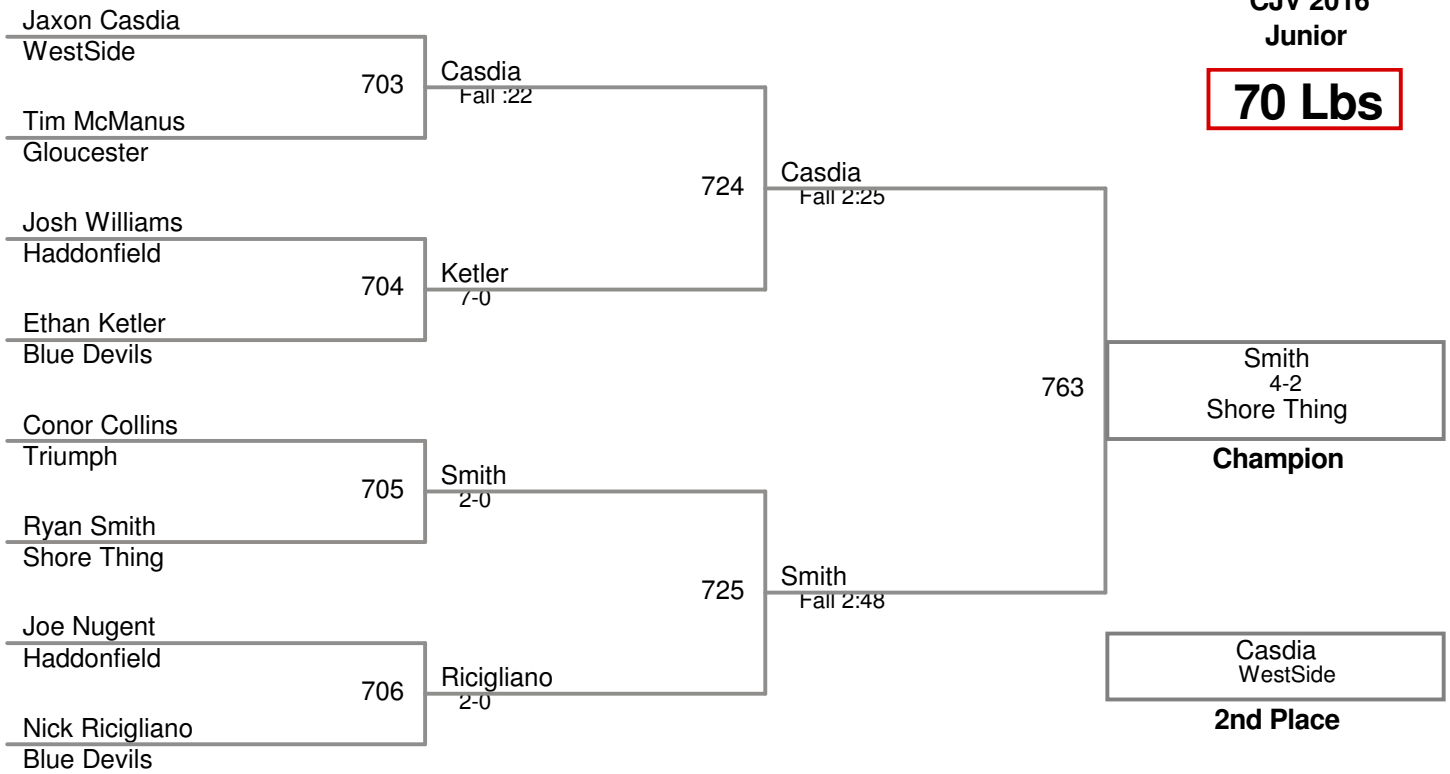 CJV 2016
Junior
70 Lbs
Jaxon Casdia
WestSide
703
Casdia
Fall :22
Tim McManus
Gloucester
724
Casdia
Fall 2:25
Josh Williams
Haddonfield
704
Ketler
7-0
Ethan Ketler
Blue Devils
763
Smith
4-2
Shore Thing
Champion
Conor Collins
Triumph
705
Smith
2-0
Ryan Smith
Shore Thing
725
Smith
Fall 2:48
Joe Nugent
Haddonfield
706
Ricigliano
2-0
Nick Ricigliano
Blue Devils
Casdia
WestSide
2nd Place